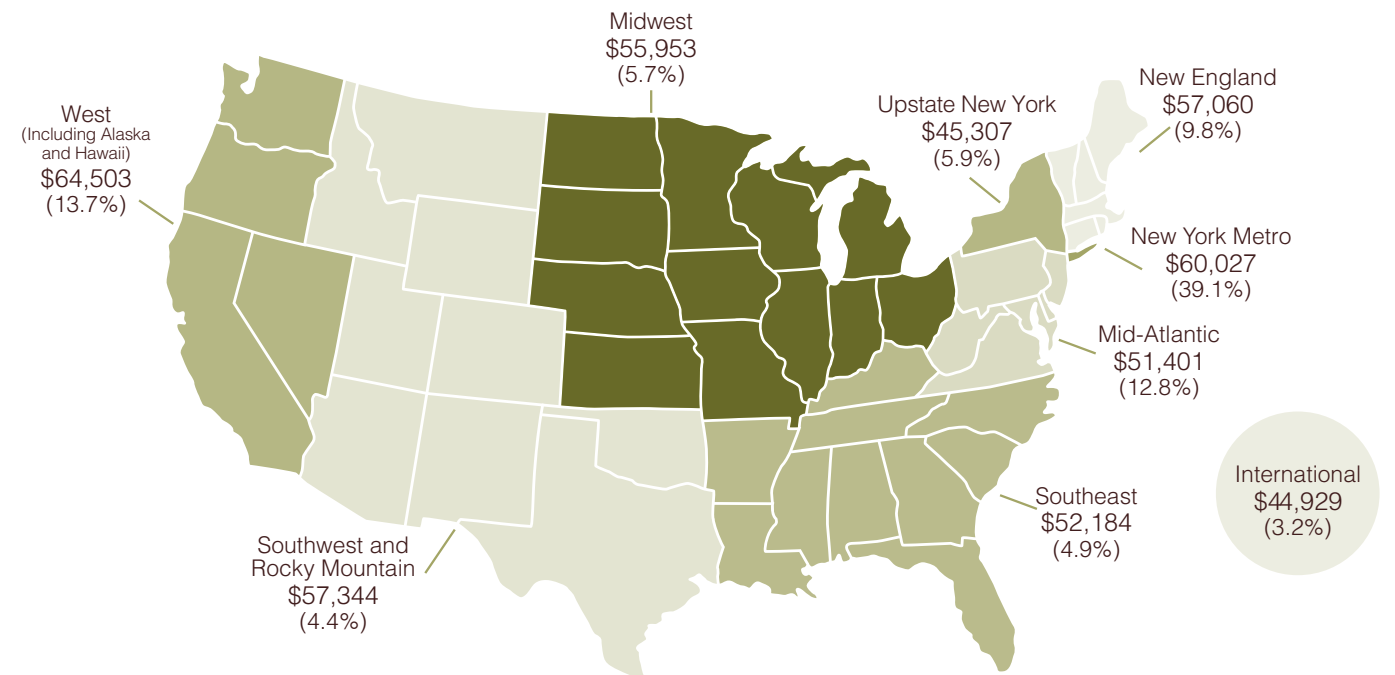 Midwest
$55,953
(5.7%)
New England
$57,060
(9.8%)
Upstate New York
$45,307
(5.9%)
West
(Including Alaska
and Hawaii)
$64,503
(13.7%)
New York Metro
$60,027
(39.1%)
Mid-Atlantic
$51,401
(12.8%)
International
$44,929
(3.2%)
Southeast
$52,184
(4.9%)
Southwest and
Rocky Mountain
$57,344
(4.4%)